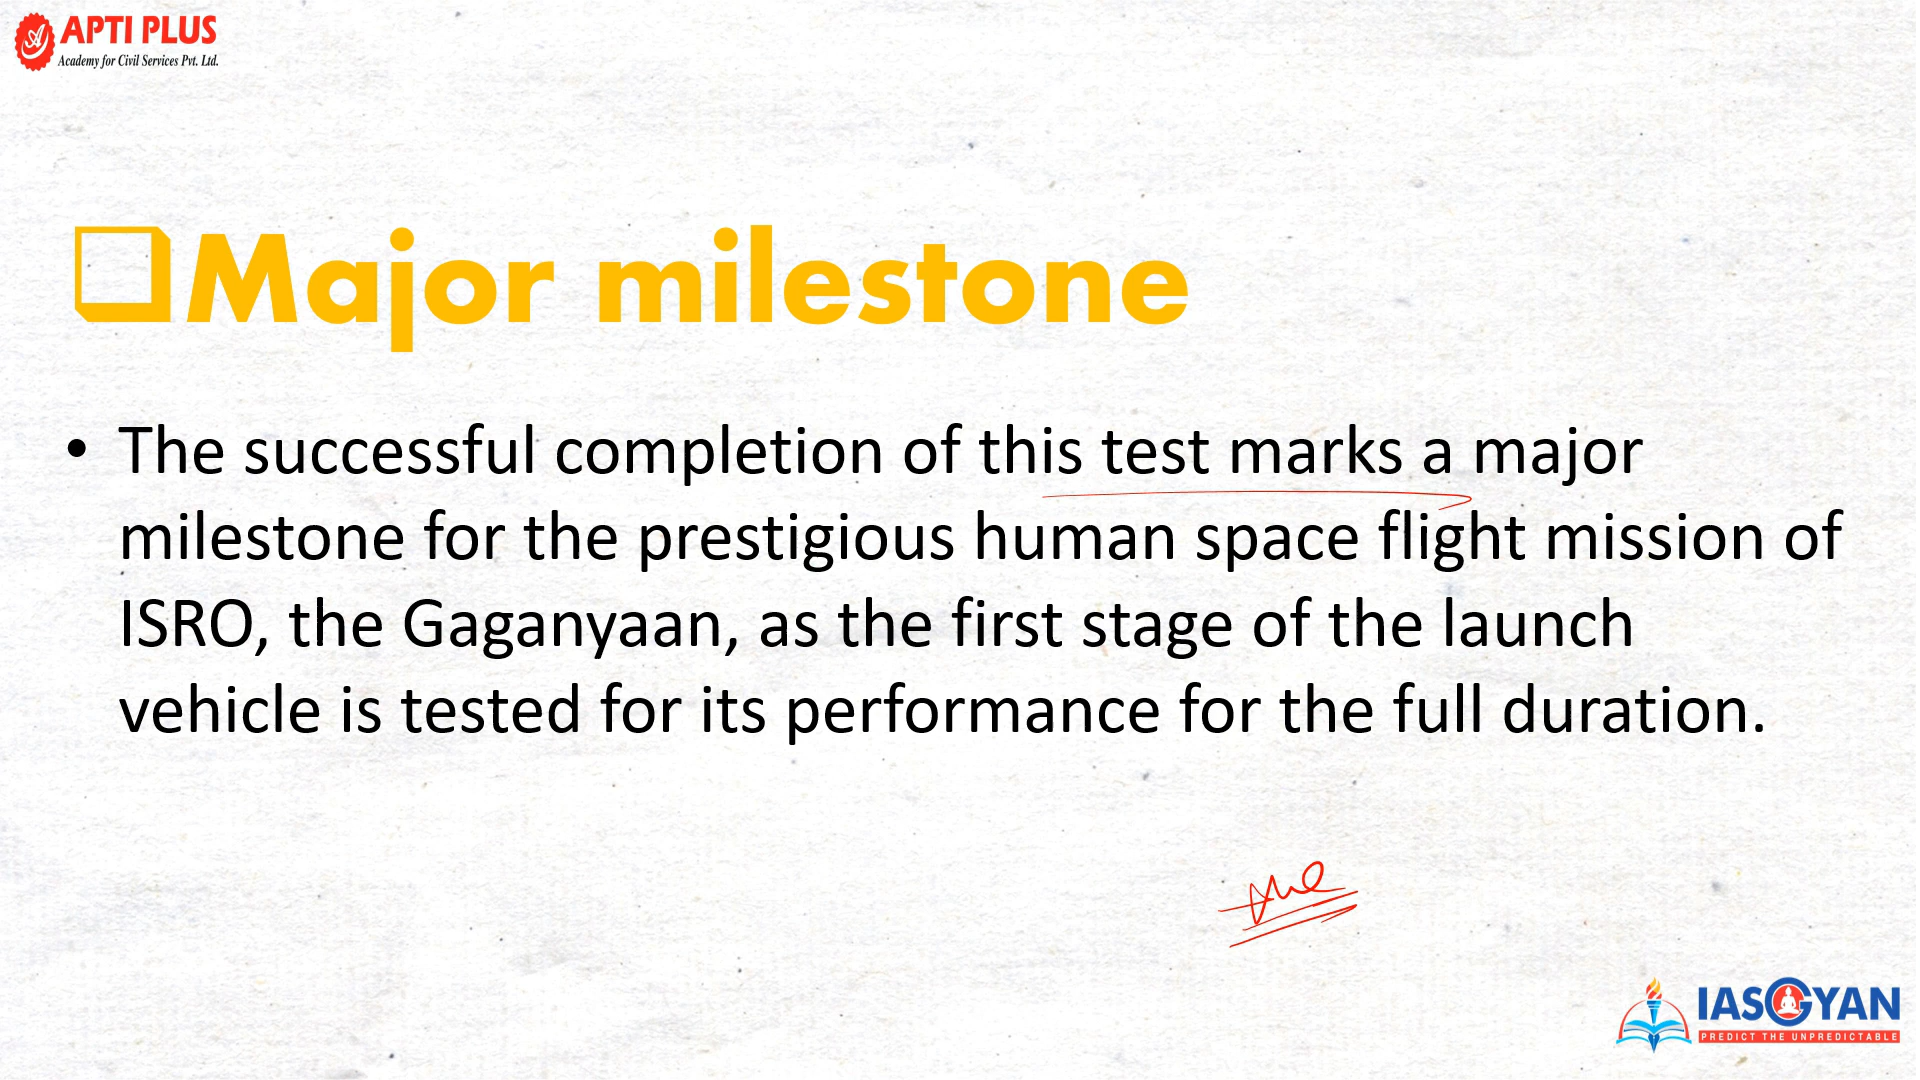 APTI PLUS
Academy for Civil Services Pvt. Ltd.
Major milestone
• The successful completion of this test marks a major
milestone for the prestigious human space flight mission of
ISRO, the Gaganyaan, as the first stage of the launch
vehicle is tested for its performance for the full duration.
IASGYAN
PREDICT THE UNPREDICTABLE